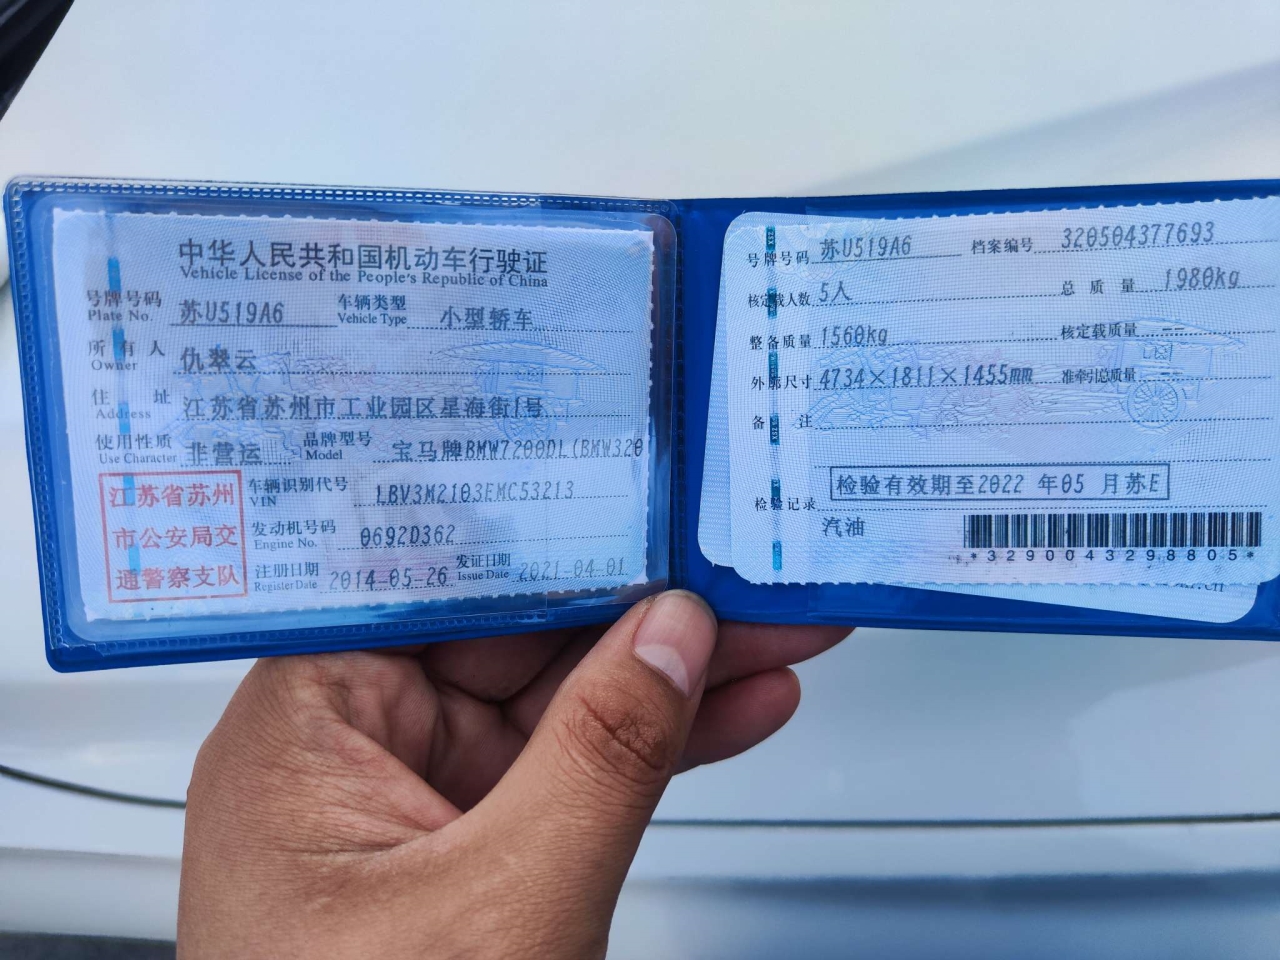 中华人民共和国机动车行驶证
Vehicle License of the People's Republic of China
号牌号码 苏U519A6 车辆类型 小型轿车
Plate No. Vehicle Type
所有人 仇翠云
Owner
住址 江苏省苏州市工业园区星海街1号
Address
使用性质 非营运 品牌型号 宝马牌BMW7200DL(BMW320
Use Character Model
江苏省苏州
市公安局交
通警察支队
车辆识别代号 LBV3M2103EMC53213
VIN
发动机号码 0692D362
Engine No.
注册日期 2014-05-26 发证日期 2021-04-01
Register Date Issue Date
号牌号码 苏U519A6 档案编号 320504377693
核定载人数 5人 总质量 1980kg
整备质量 1560kg 核定载质量 --
外廓尺寸 4734×1811×1455mm 准牵引总质量 --
备注
检验有效期至2022 年05 月苏E
检验记录
汽油
*3290043298805*